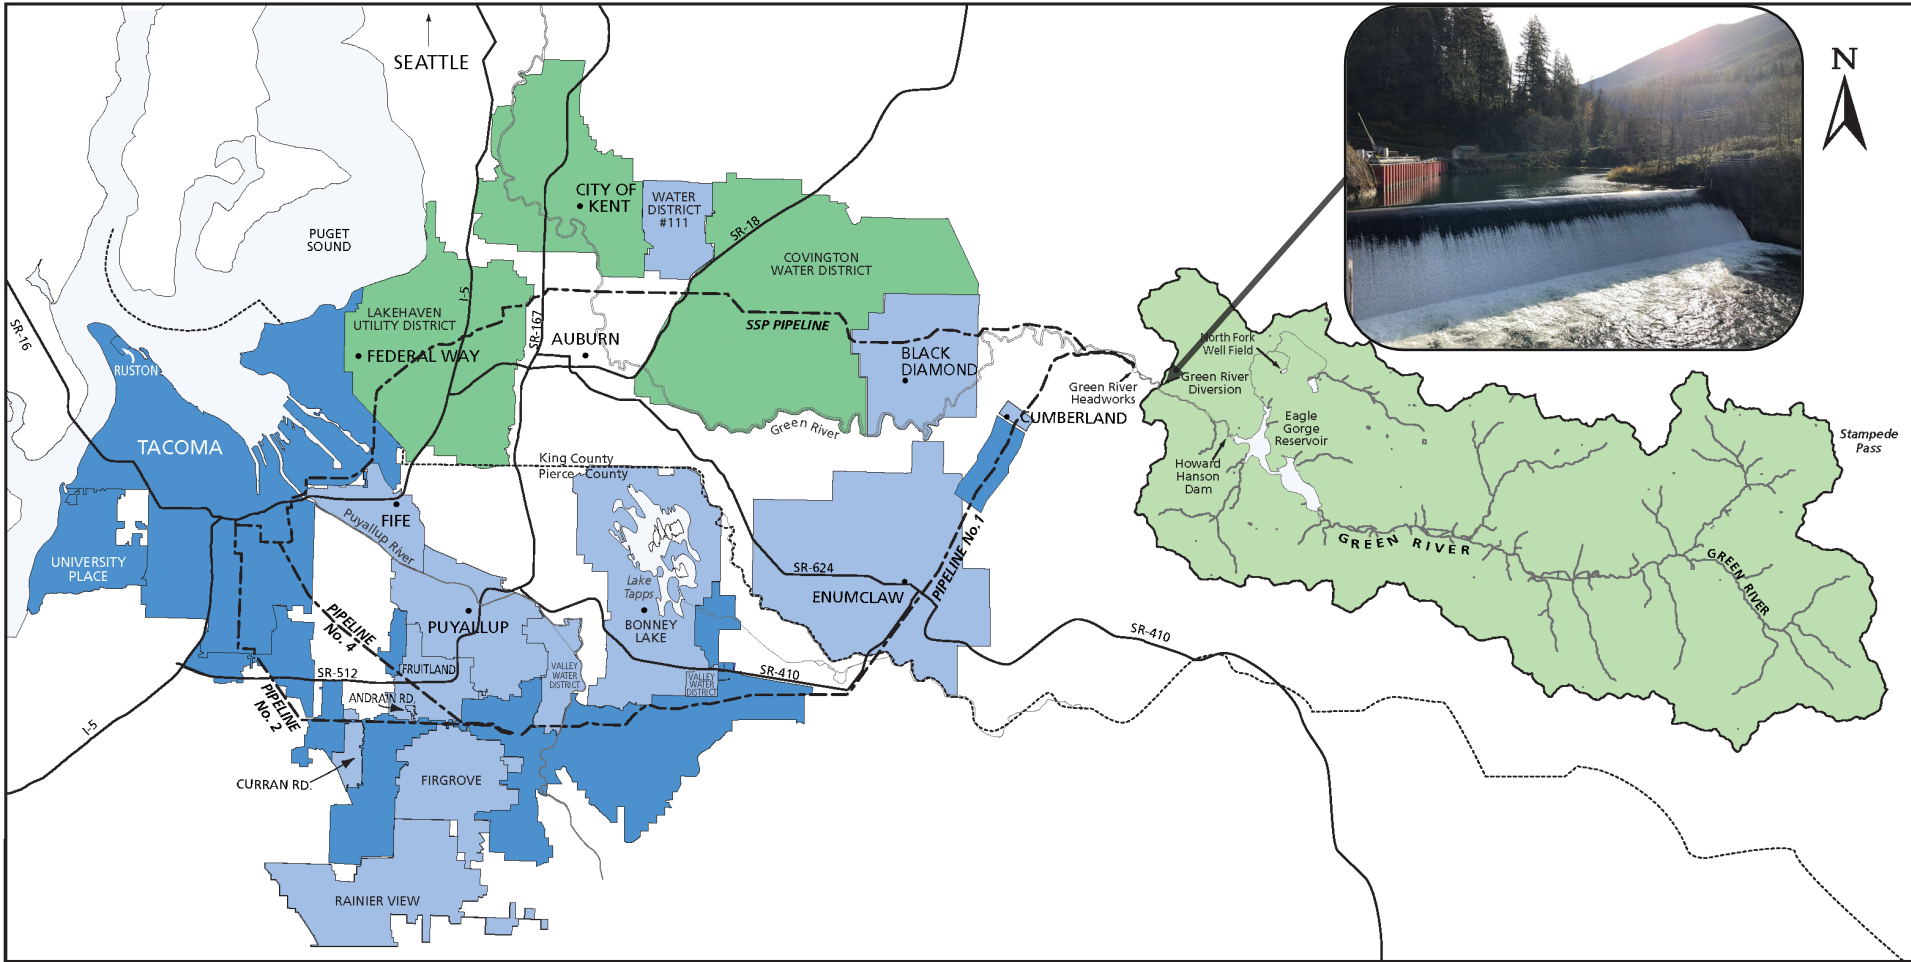 SEATTLE
N
PUGET
SOUND
CITY OF
KENT
WATER
DISTRICT
#111
SR-18
COVINGTON
WATER DISTRICT
I-5
SR-167
LAKEHAVEN
UTILITY DISTRICT
FEDERAL WAY
AUBURN
SSP PIPELINE
BLACK
DIAMOND
SR-16
RUSTON
TACOMA
North Fork
Well Field
Green River
Diversion
Green River
Headworks
CUMBERLAND
Eagle
Gorge
Reservoir
Howard
Hanson
Dam
Stampede
Pass
Green River
King County
Pierce County
FIFE
Puyallup River
UNIVERSITY
PLACE
GREEN RIVER
GREEN RIVER
PIPELINE No. 1
SR-624
ENUMCLAW
Lake
Tapps
BONNEY
LAKE
PUYALLUP
PIPELINE
No. 4
FRUITLAND
VALLEY
WATER
DISTRICT
VALLEY
WATER
DISTRICT
SR-410
SR-410
SR-512
ANDRAIN RD.
PIPELINE
No. 2
I-5
CURRAN RD.
FIRGROVE
RAINIER VIEW